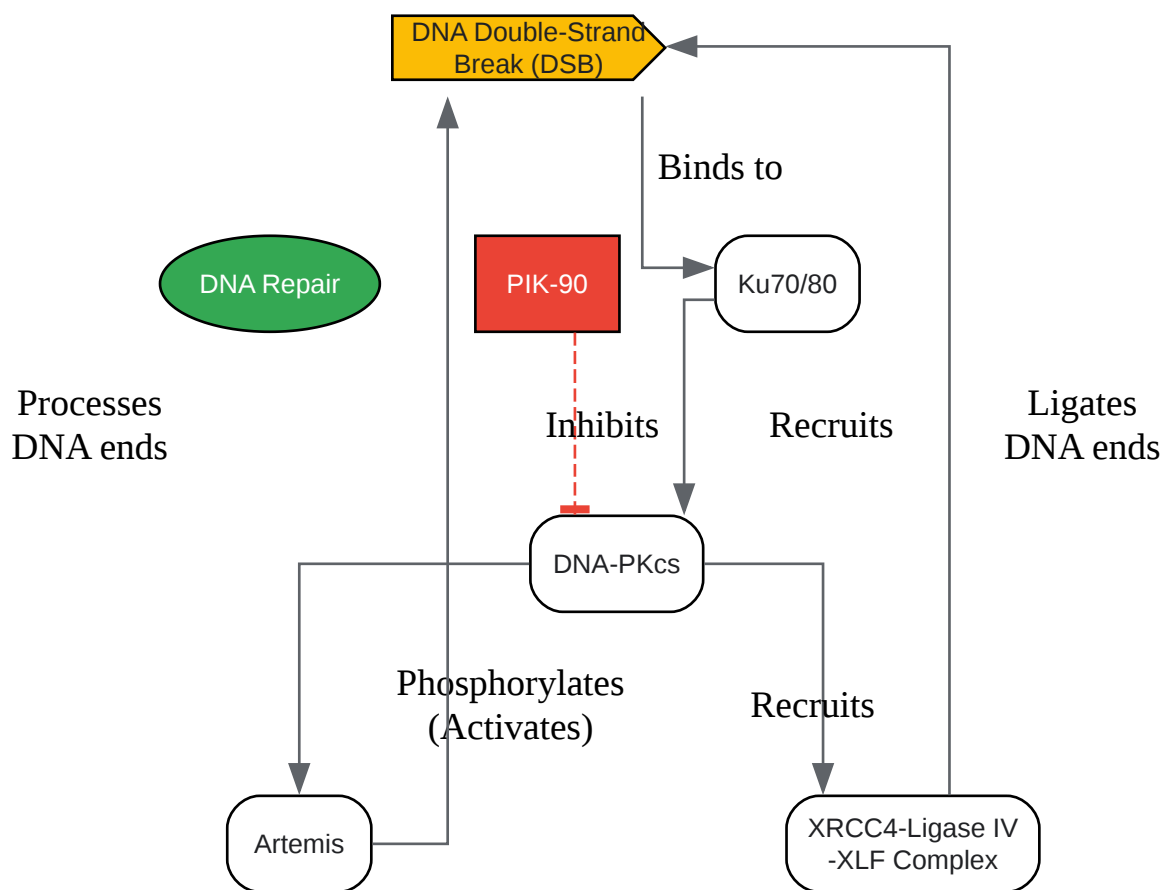 DNA Double-Strand
Break (DSB)
Binds to
DNA Repair
PIK-90
Ku70/80
Processes
DNA ends
Inhibits
Recruits
Ligates
DNA ends
DNA-PKcs
Phosphorylates
(Activates)
Recruits
Artemis
XRCC4-Ligase IV
-XLF Complex